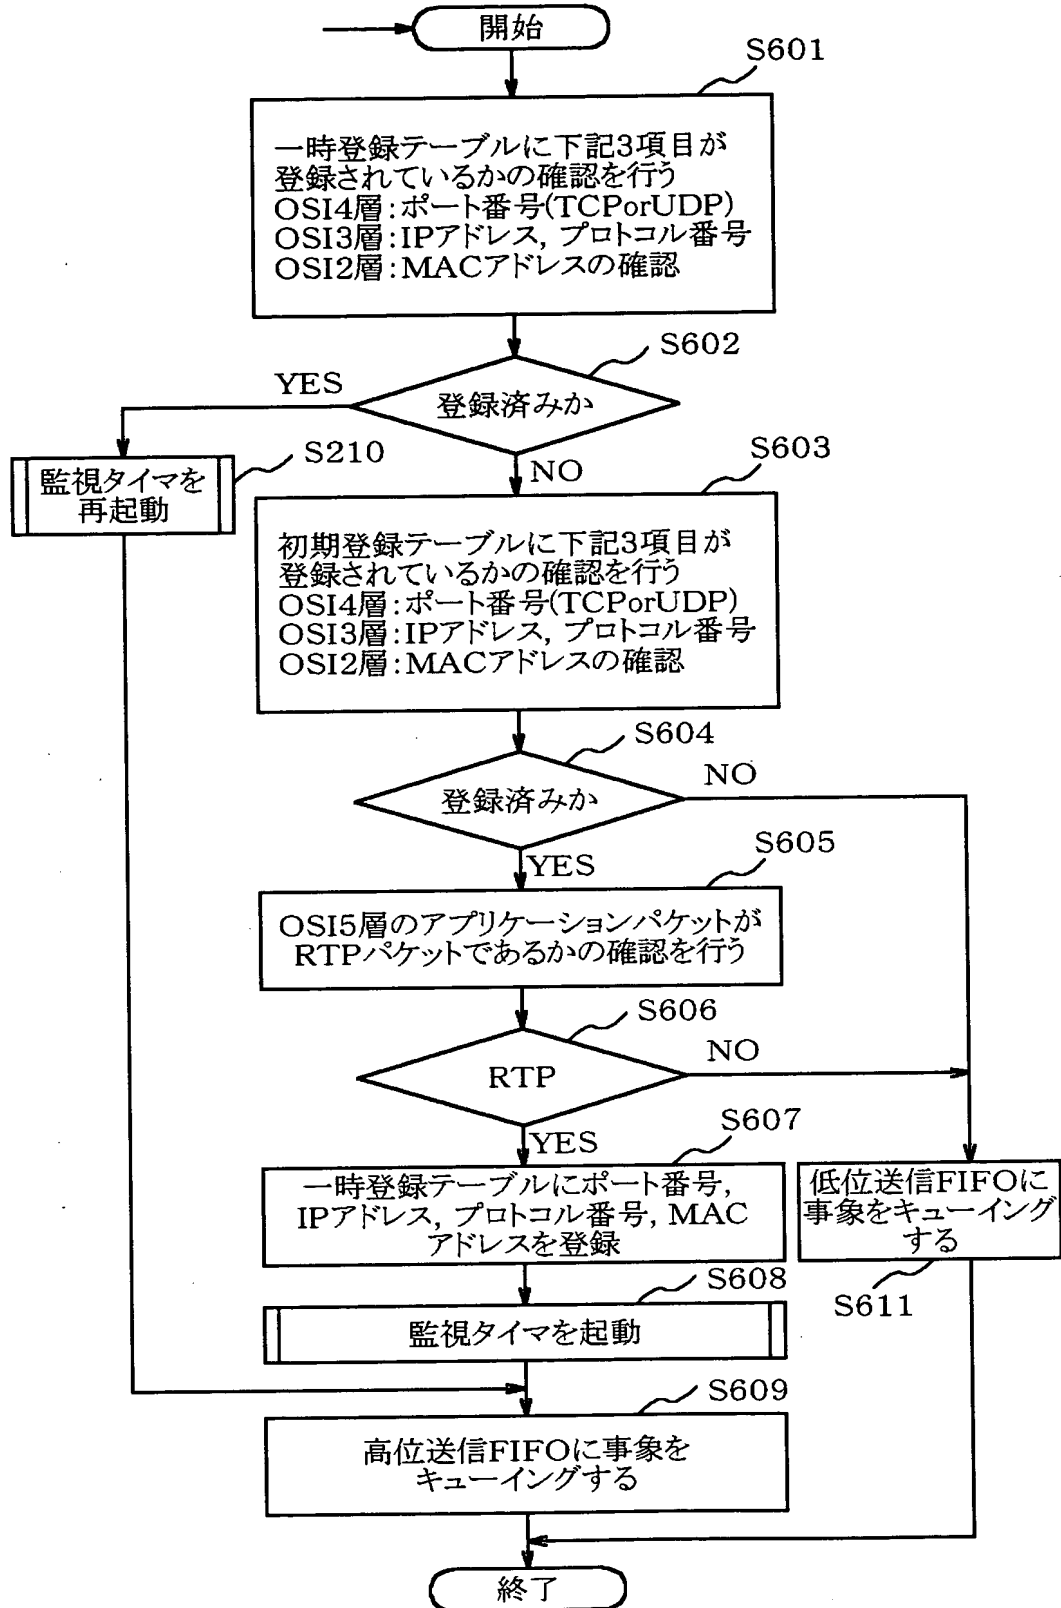 開始
S601
一時登録テーブルに下記3項目が
登録されているかの確認を行う
OSI4層:ポート番号(TCPorUDP)
OSI3層:IPアドレス, プロトコル番号
OSI2層:MACアドレスの確認
S602
YES
登録済みか
S210
監視タイマを
再起動
NO
S603
初期登録テーブルに下記3項目が
登録されているかの確認を行う
OSI4層:ポート番号(TCPorUDP)
OSI3層:IPアドレス, プロトコル番号
OSI2層:MACアドレスの確認
S604
NO
登録済みか
YES
S605
OSI5層のアプリケーションパケットが
RTPパケットであるかの確認を行う
S606
NO
RTP
YES
S607
一時登録テーブルにポート番号,
IPアドレス, プロトコル番号, MAC
アドレスを登録
低位送信FIFOに
事象をキューイング
する
S611
S608
監視タイマを起動
S609
高位送信FIFOに事象を
キューイングする
終了